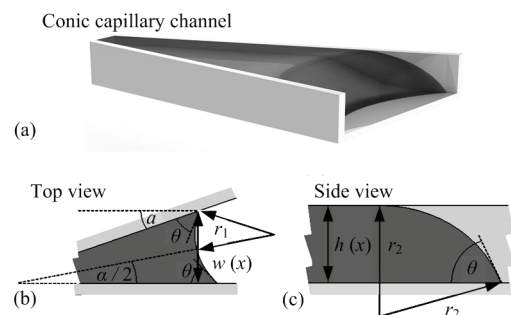 Conic capillary channel
(a)
Top view
a
θ
r₁
α/2
θ
w (x)
(b)
Side view
h (x)
r₂
θ
r₂
(c)